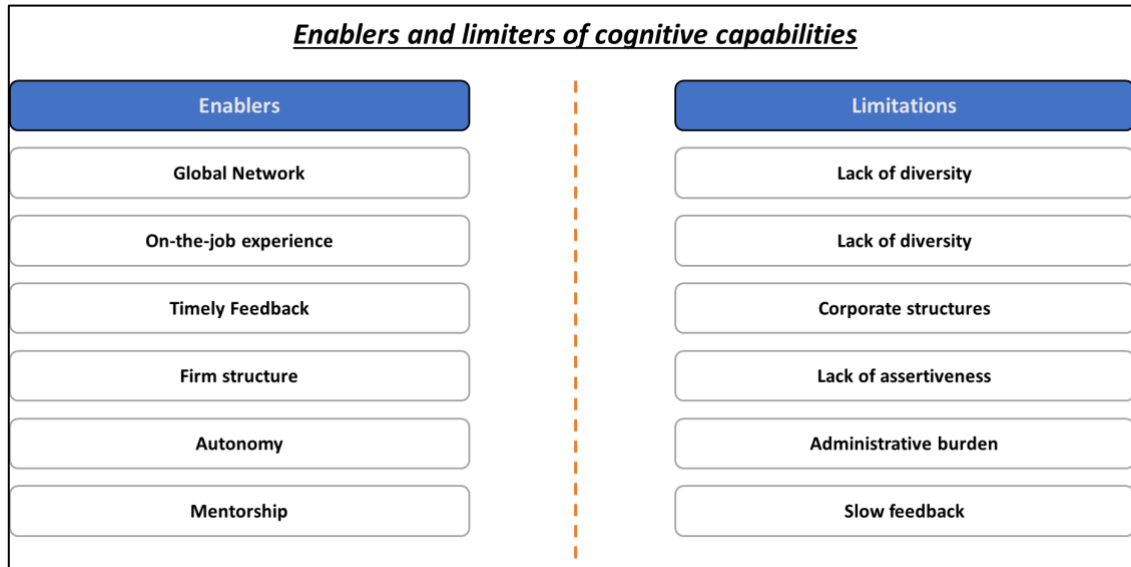 Enablers and limiters of cognitive capabilities
Enablers
Global Network
On-the-job experience
Timely Feedback
Firm structure
Autonomy
Mentorship
Limitations
Lack of diversity
Lack of diversity
Corporate structures
Lack of assertiveness
Administrative burden
Slow feedback